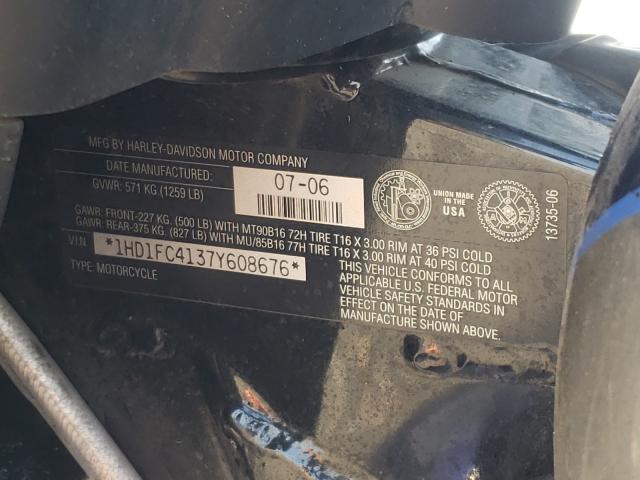 MFG BY HARLEY-DAVIDSON MOTOR COMPANY
DATE MANUFACTURED: 07-06
GVWR: 571 KG (1259 LB)
UNION MADE IN THE USA
13735-06
GAWR: FRONT-227 KG. (500 LB) WITH MT90B16 72H TIRE T16 X 3.00 RIM AT 36 PSI COLD
GAWR: REAR-375 KG. (827 LB) WITH MU/85B16 77H TIRE T16 X 3.00 RIM AT 40 PSI COLD
V.I.N *1HD1FC4137Y608676*
TYPE: MOTORCYCLE
THIS VEHICLE CONFORMS TO ALL
APPLICABLE U.S. FEDERAL MOTOR
VEHICLE SAFETY STANDARDS IN
EFFECT ON THE DATE OF
MANUFACTURE SHOWN ABOVE.